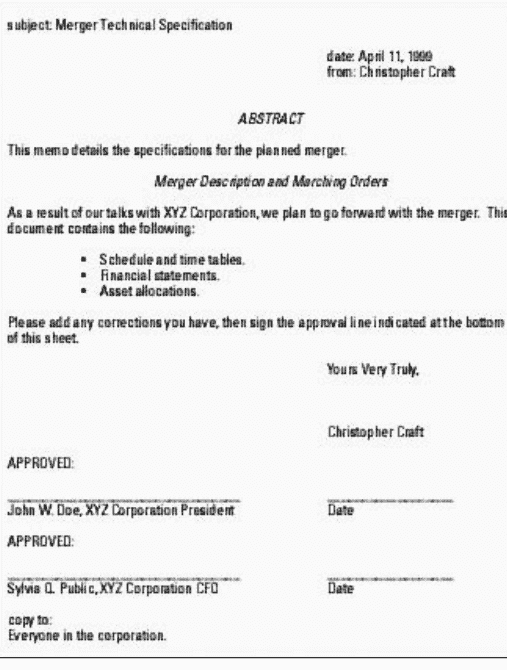 subject: Merger Technical Specification
date: April 11, 1999
from: Christopher Craft
ABSTRACT
This memo details the specifications for the planned merger.
Merger Description and Marching Orders
As a result of our talks with XYZ Corporation, we plan to go forward with the merger. This
document contains the following:
• Schedule and time tables.
• Financial statements.
• Asset allocations.
Please add any corrections you have, then sign the approval line indicated at the bottom
of this sheet.
Yours Very Truly,
Christopher Craft
APPROVED:
John W. Doe, XYZ Corporation President
Date
APPROVED:
Sylvia Q. Public, XYZ Corporation CFO
Date
copy to:
Everyone in the corporation.